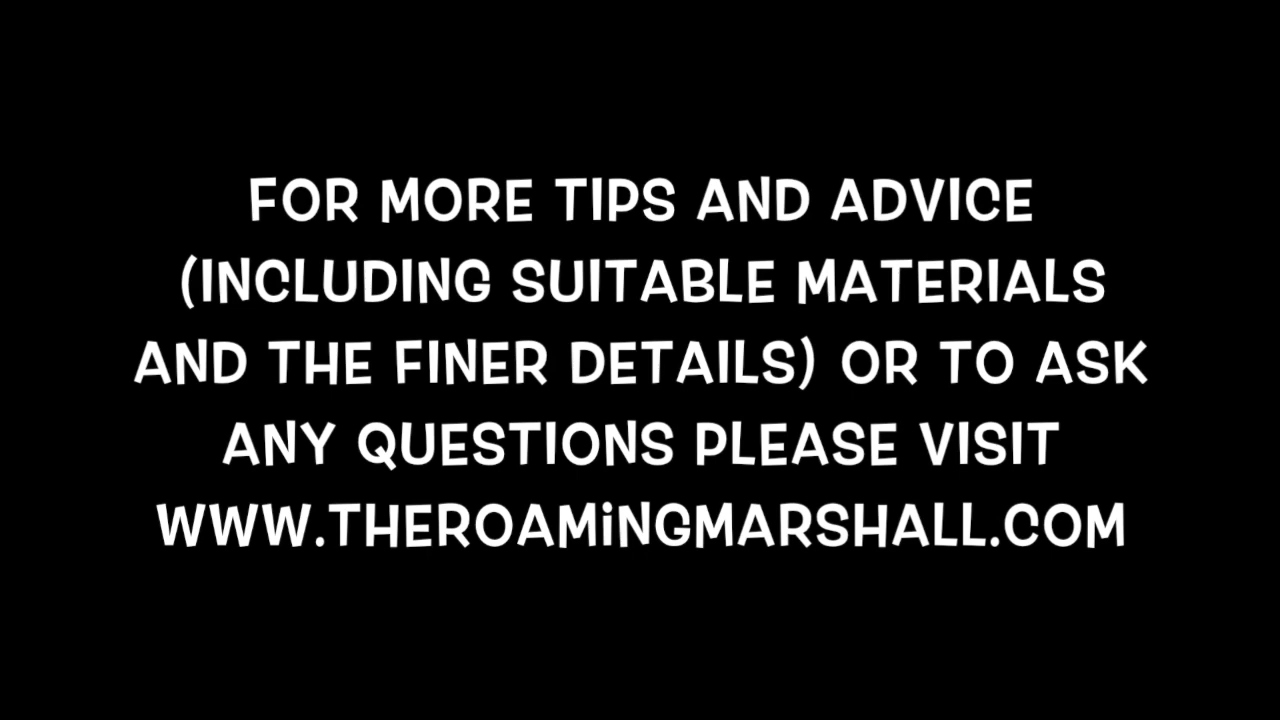 FOR MORE TIPS AND ADVICE
(INCLUDING SUITABLE MATERIALS
AND THE FINER DETAILS) OR TO ASK
ANY QUESTIONS PLEASE VISIT
WWW.THEROAMiNGMARSHALL.COM